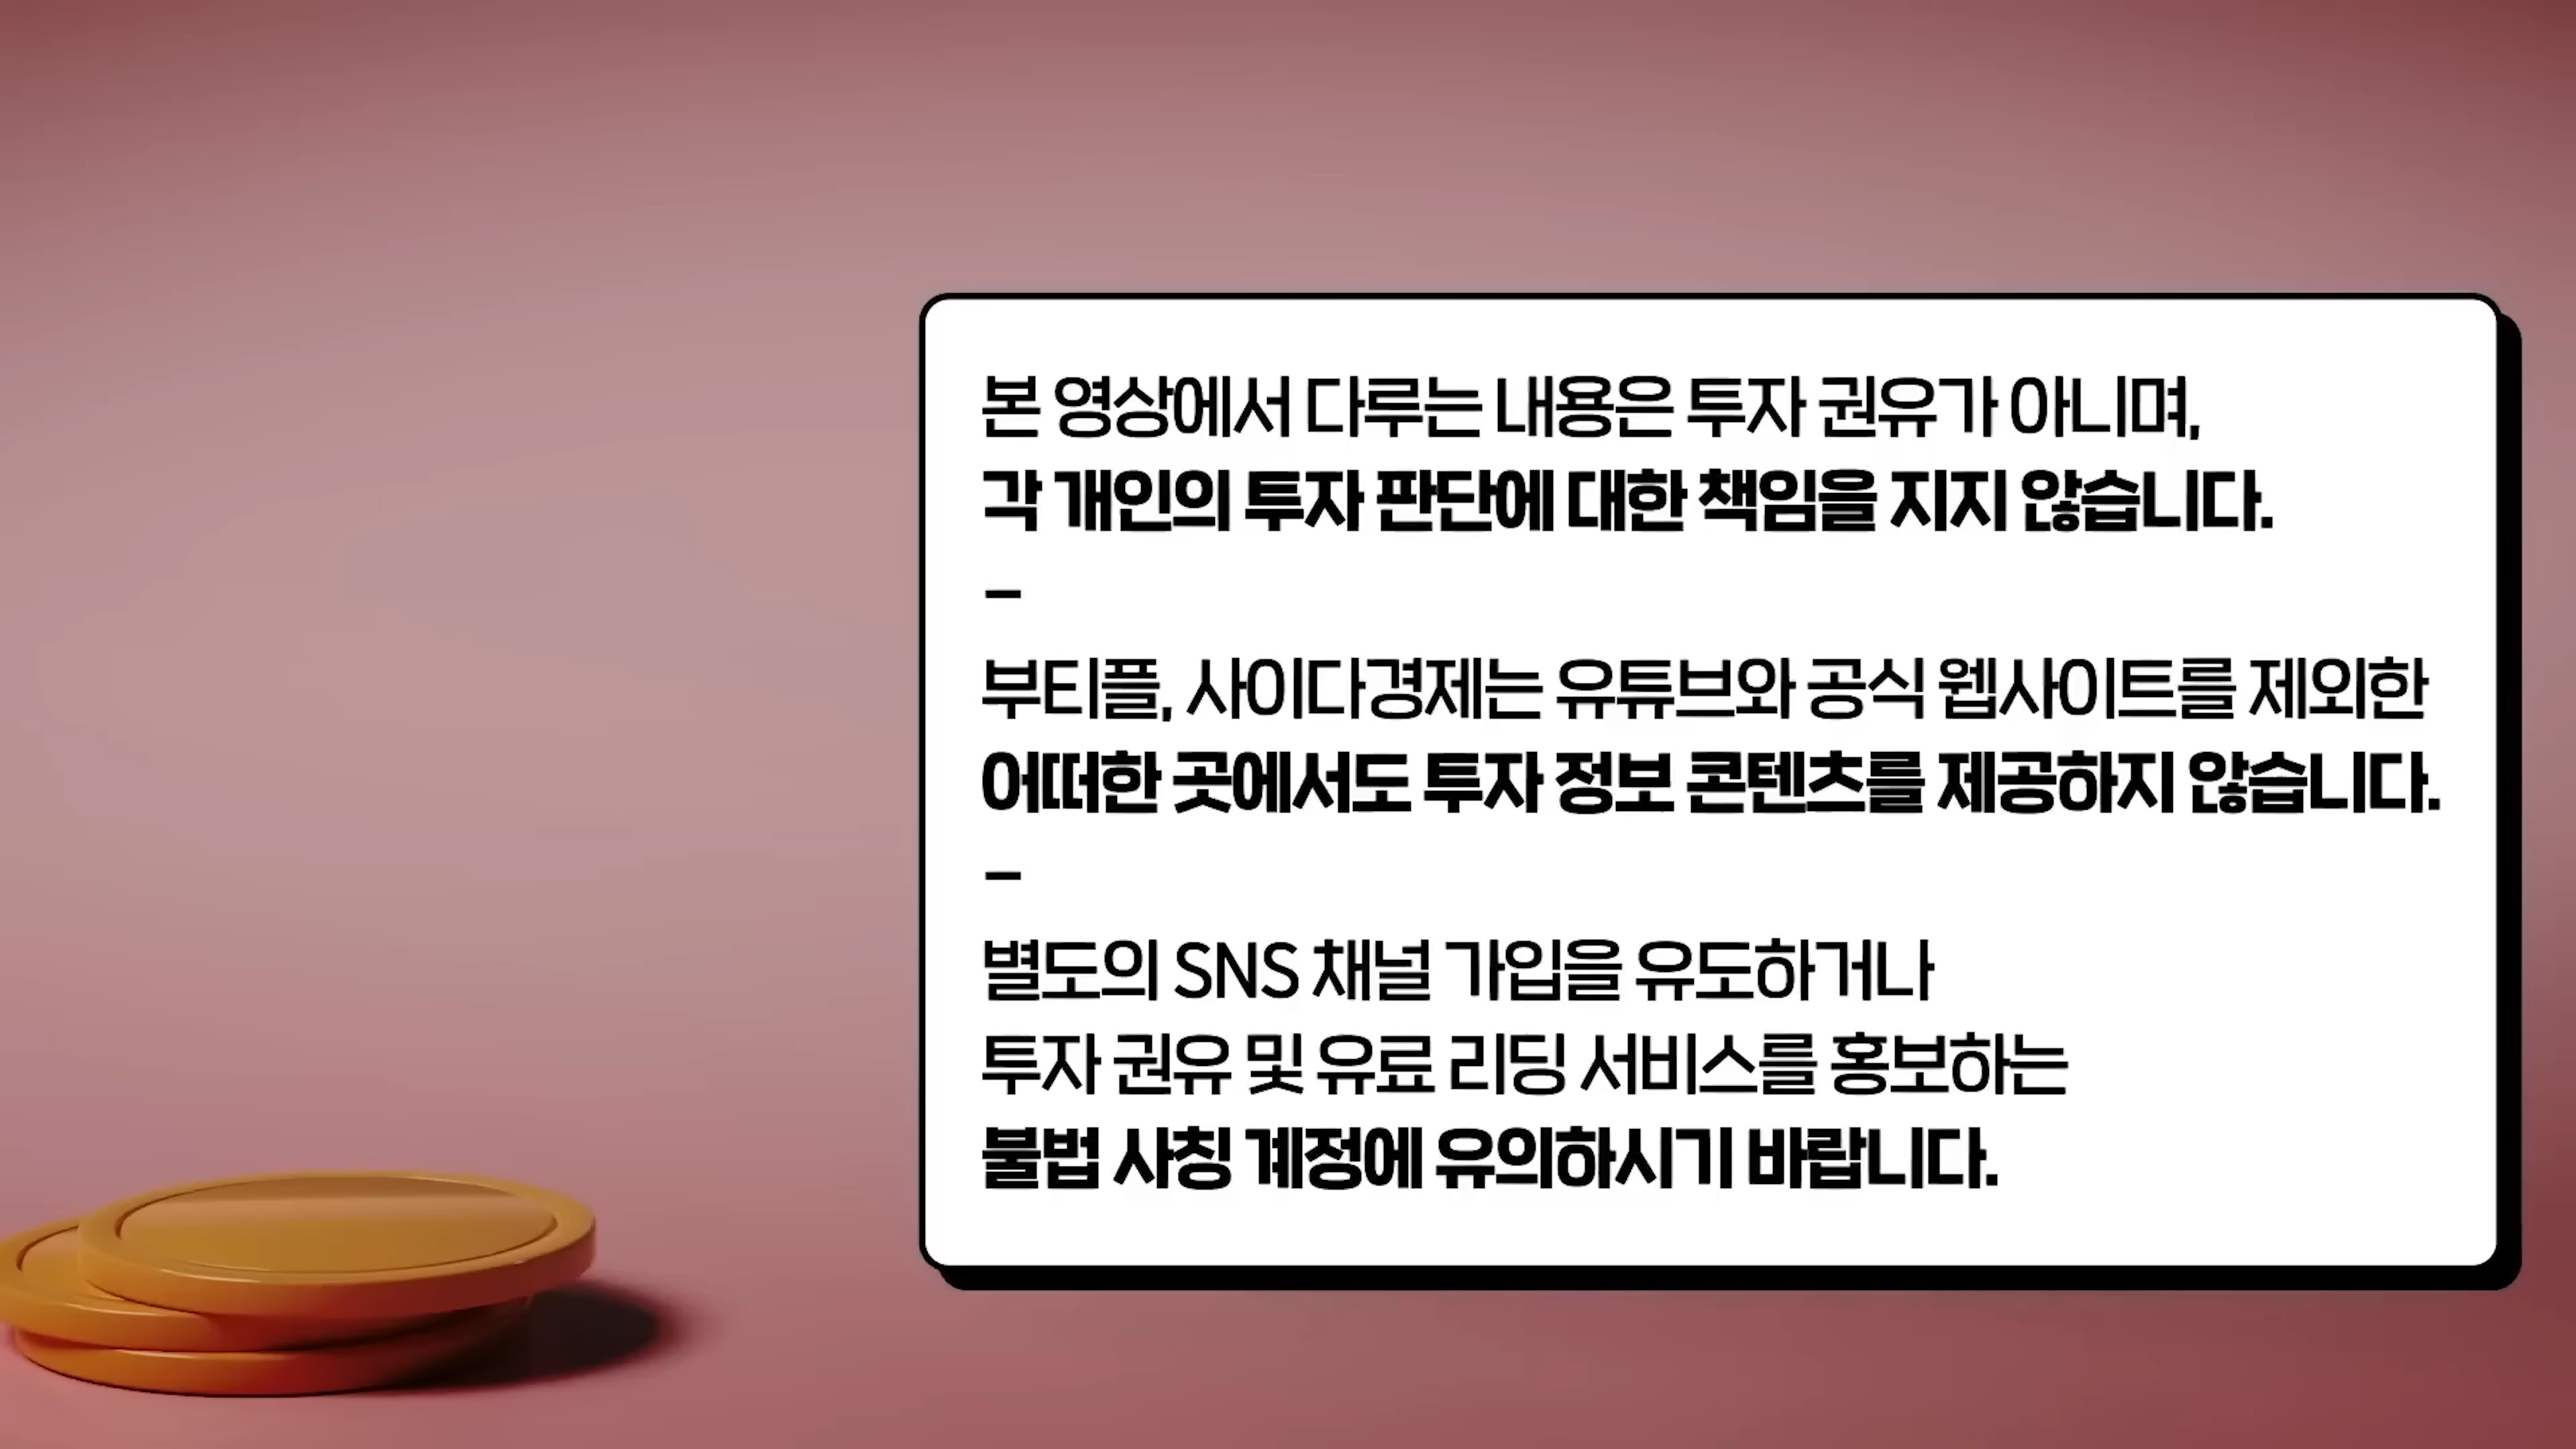 본 영상에서 다루는 내용은 투자 권유가 아니며,
각 개인의 투자 판단에 대한 책임을 지지 않습니다.
–
부티플, 사이다경제는 유튜브와 공식 웹사이트를 제외한
어떠한 곳에서도 투자 정보 콘텐츠를 제공하지 않습니다.
–
별도의 SNS 채널 가입을 유도하거나
투자 권유 및 유료 리딩 서비스를 홍보하는
불법 사칭 계정에 유의하시기 바랍니다.